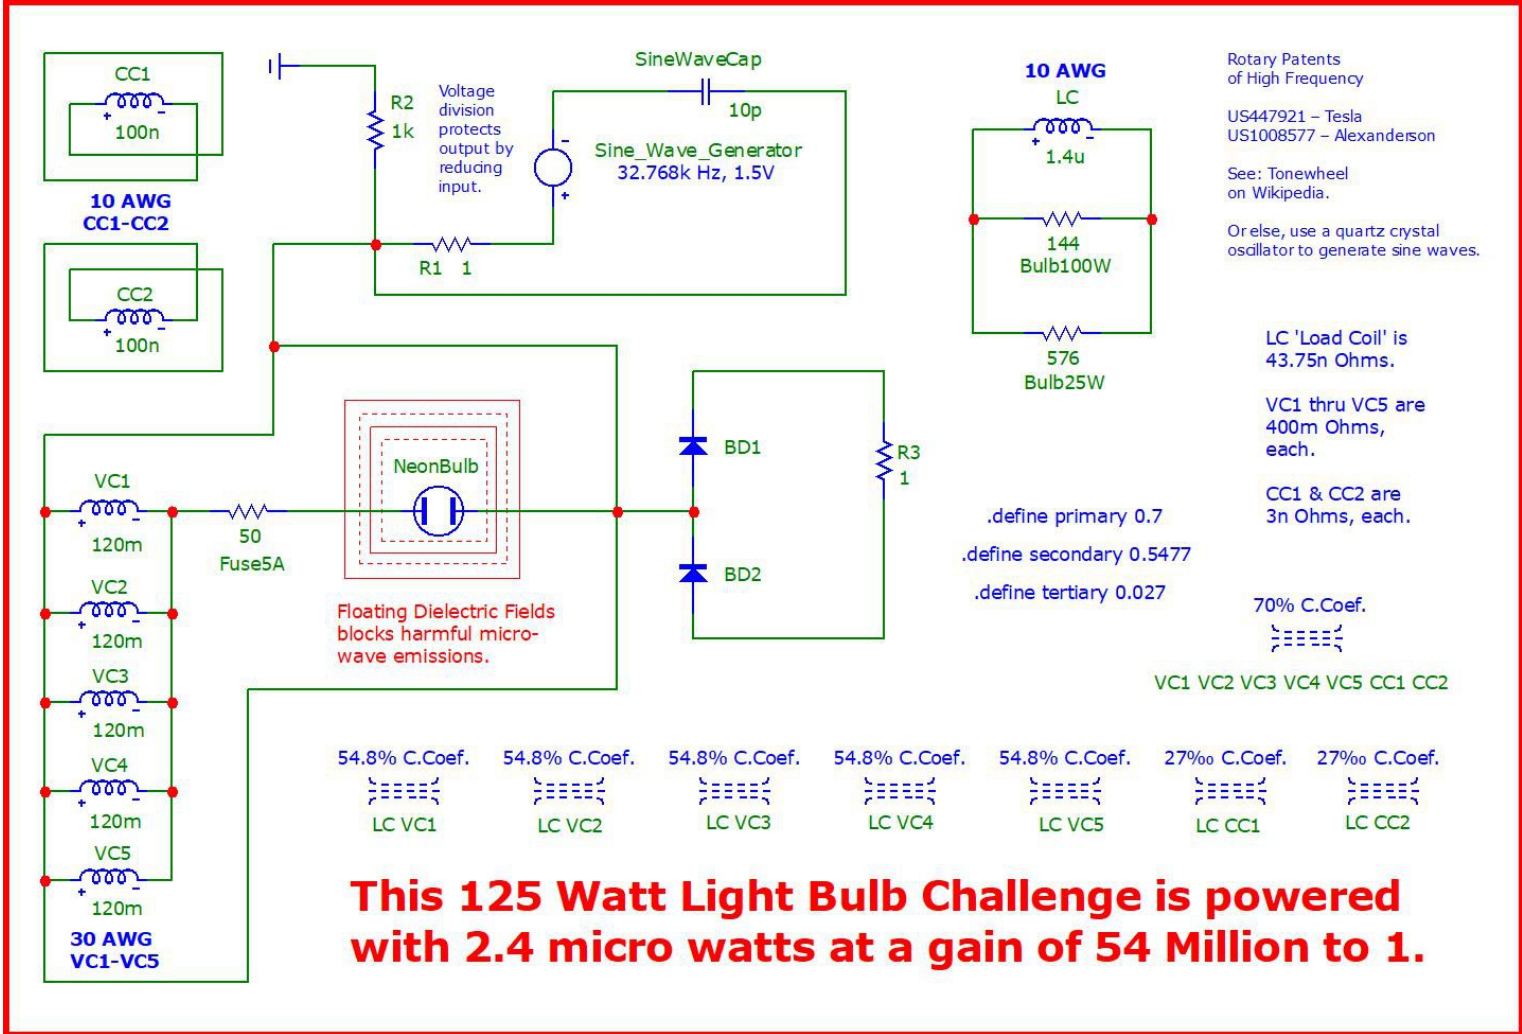 CC1
+ -
100n
10 AWG
CC1-CC2
CC2
+ -
100n
R2
1k
Voltage
division
protects
output by
reducing
input.
SineWaveCap
10p
-
+
Sine_Wave_Generator
32.768k Hz, 1.5V
R1 1
10 AWG
LC
+ -
1.4u
144
Bulb100W
576
Bulb25W
Rotary Patents
of High Frequency
US447921 – Tesla
US1008577 – Alexanderson
See: Tonewheel
on Wikipedia.
Or else, use a quartz crystal
oscillator to generate sine waves.
LC 'Load Coil' is
43.75n Ohms.
VC1 thru VC5 are
400m Ohms,
each.
CC1 & CC2 are
3n Ohms, each.
VC1
+ -
120m
VC2
+ -
120m
VC3
+ -
120m
VC4
+ -
120m
VC5
+ -
120m
30 AWG
VC1-VC5
50
Fuse5A
NeonBulb
Floating Dielectric Fields
blocks harmful micro-
wave emissions.
BD1
BD2
R3
1
.define primary 0.7
.define secondary 0.5477
.define tertiary 0.027
70% C.Coef.
VC1 VC2 VC3 VC4 VC5 CC1 CC2
54.8% C.Coef. 54.8% C.Coef. 54.8% C.Coef. 54.8% C.Coef. 54.8% C.Coef. 27‰ C.Coef. 27‰ C.Coef.
LC VC1 LC VC2 LC VC3 LC VC4 LC VC5 LC CC1 LC CC2
This 125 Watt Light Bulb Challenge is powered
with 2.4 micro watts at a gain of 54 Million to 1.